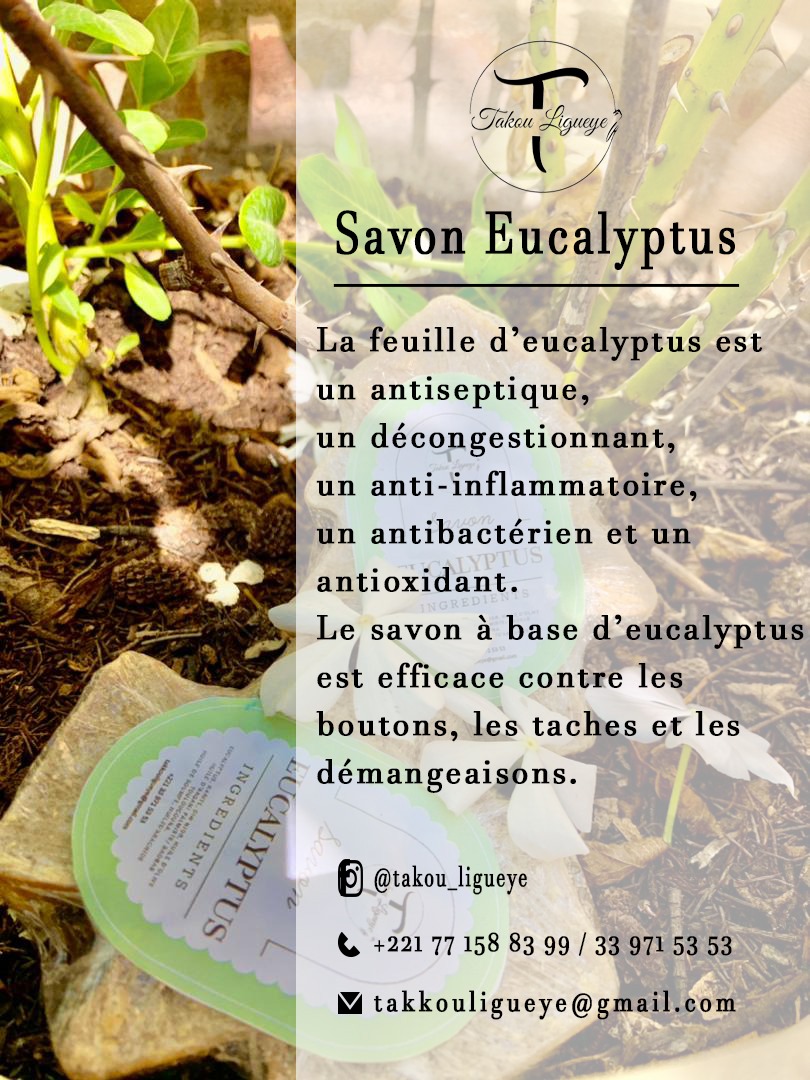 Takou Ligueye
Savon Eucalyptus
La feuille d'eucalyptus est
un antiseptique,
un décongestionnant,
un anti-inflammatoire,
un antibactérien et un
antioxidant.
Le savon à base d'eucalyptus
est efficace contre les
boutons, les taches et les
démangeaisons.
@takou_ligueye
+221 77 158 83 99 / 33 971 53 53
takkouligueye@gmail.com
Savon
EUCALYPTUS
INGREDIENTS
Savon
EUCALYPTUS
INGREDIENTS